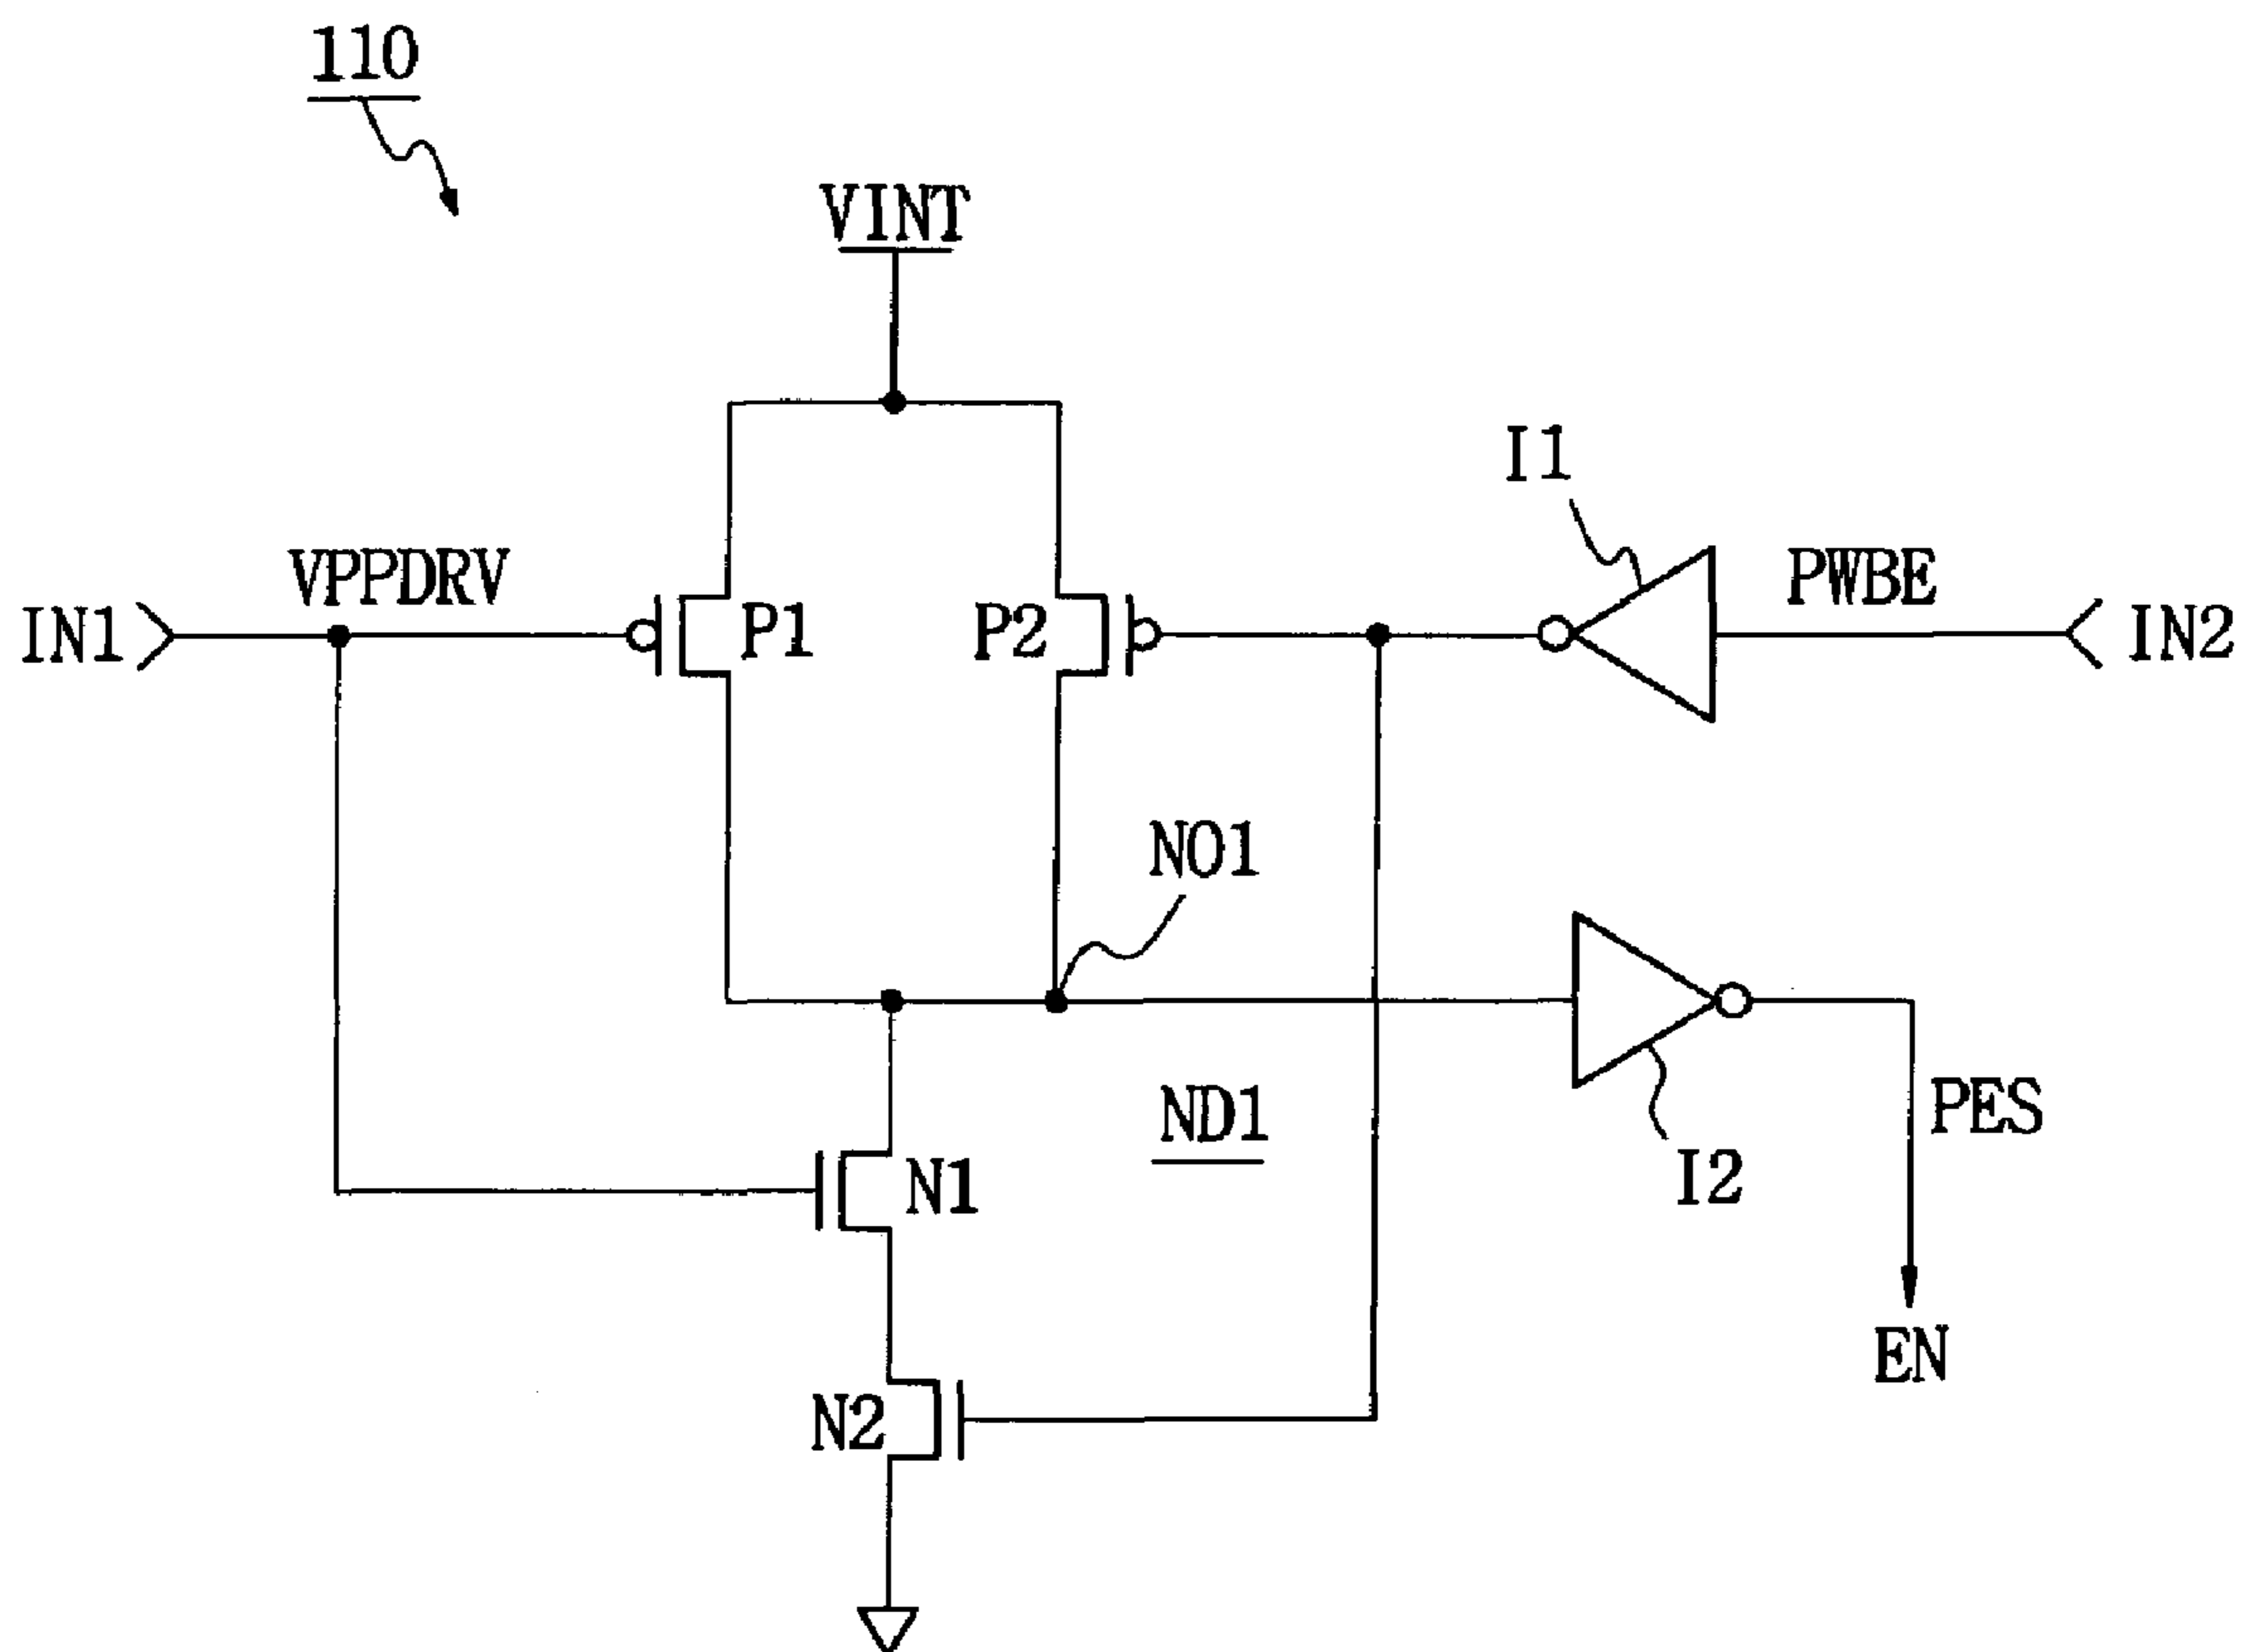 110
VINT
I1
VPPDRV
PWBE
IN1
P1
P2
IN2
NO1
ND1
PES
N1
I2
EN
N2